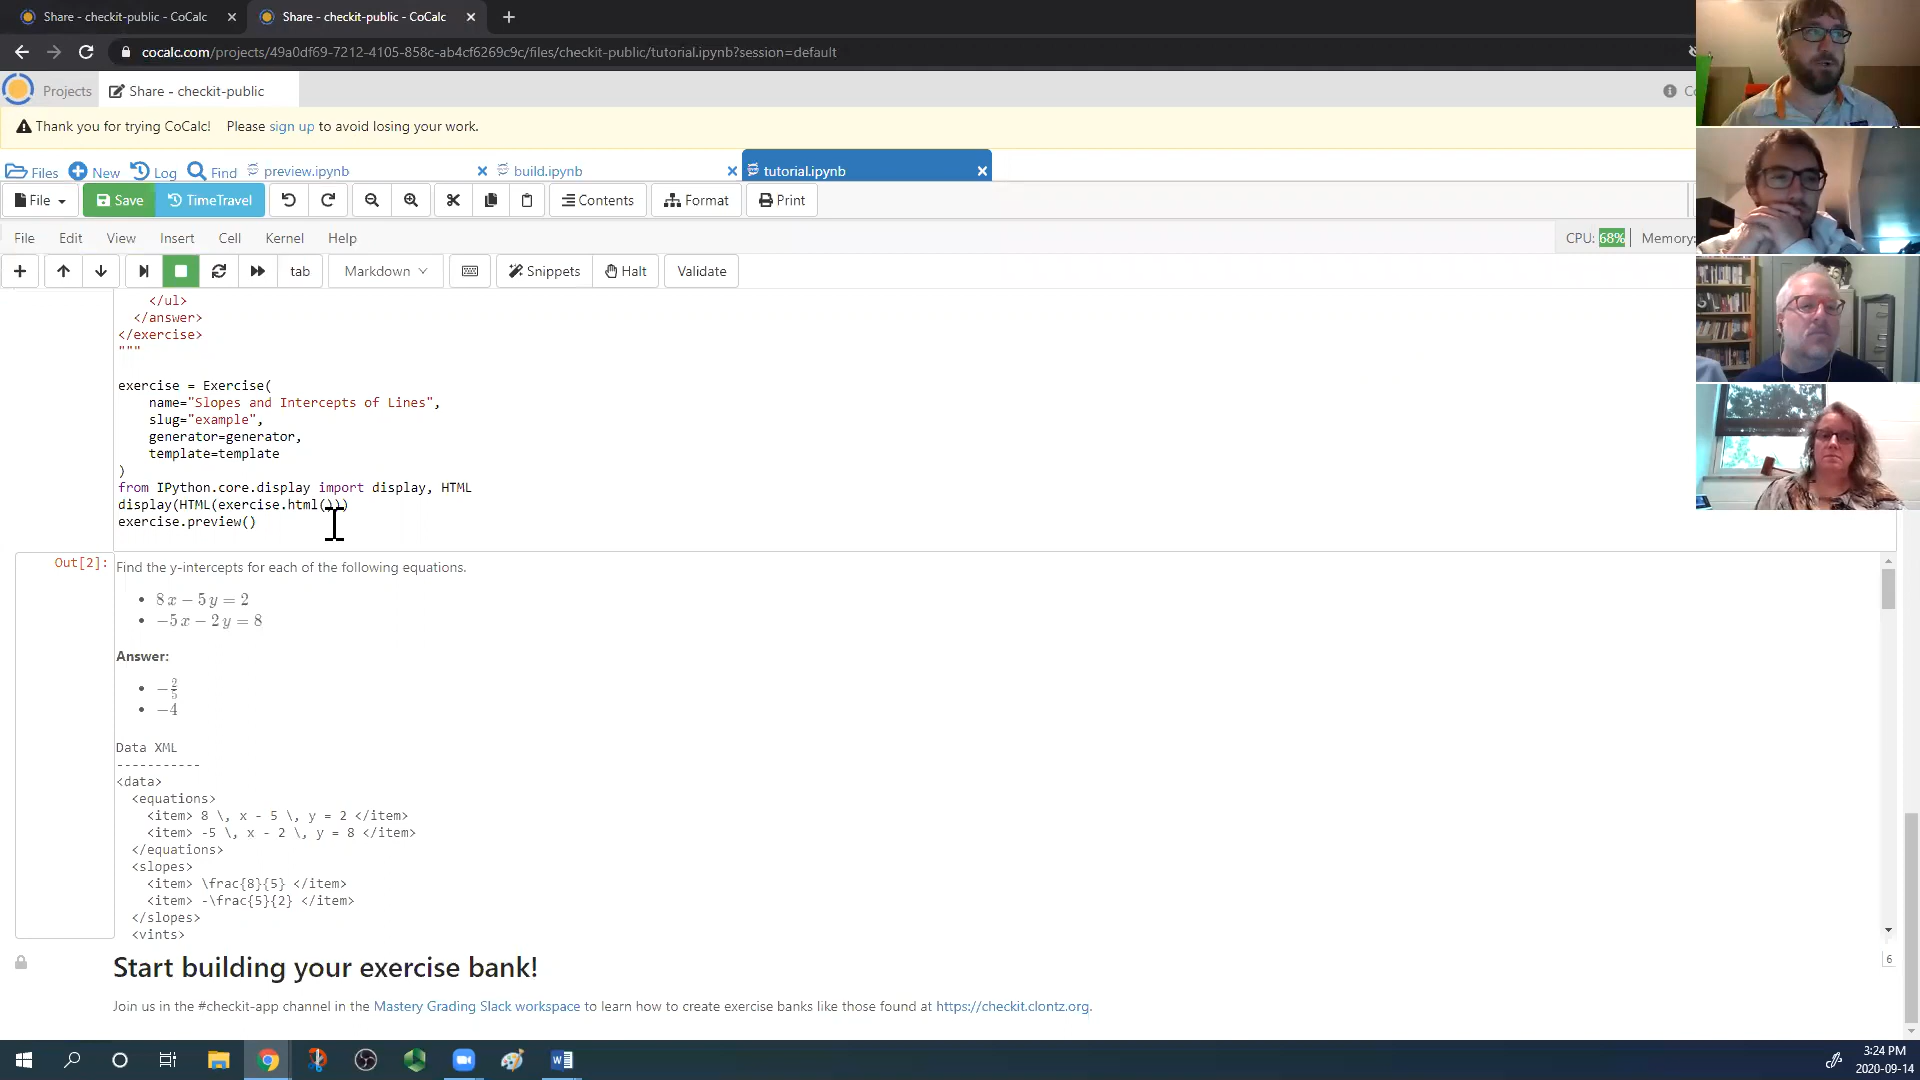 Share - checkit-public - CoCalc
Share - checkit-public - CoCalc
cocalc.com/projects/49a0df69-7212-4105-858c-ab4cf6269c9c/files/checkit-public/tutorial.ipynb?session=default
Projects
Share - checkit-public
Thank you for trying CoCalc! Please sign up to avoid losing your work.
Files New Log Find preview.ipynb build.ipynb tutorial.ipynb
File Save TimeTravel Contents Format Print
File Edit View Insert Cell Kernel Help CPU: 68% Memory:
tab Markdown Snippets Halt Validate
</ul>
</answer>
</exercise>
"""
exercise = Exercise(
name="Slopes and Intercepts of Lines",
slug="example",
generator=generator,
template=template
)
from IPython.core.display import display, HTML
display(HTML(exercise.html()))
exercise.preview()
Out[2]:
Find the y-intercepts for each of the following equations.
• 8 x − 5 y = 2
• −5 x − 2 y = 8
Answer:
• −2/5
• −4
Data XML
-----------
<data>
<equations>
<item> 8 \, x - 5 \, y = 2 </item>
<item> -5 \, x - 2 \, y = 8 </item>
</equations>
<slopes>
<item> \frac{8}{5} </item>
<item> -\frac{5}{2} </item>
</slopes>
<yints>
Start building your exercise bank!
6
Join us in the #checkit-app channel in the Mastery Grading Slack workspace to learn how to create exercise banks like those found at https://checkit.clontz.org.
3:24 PM
2020-09-14